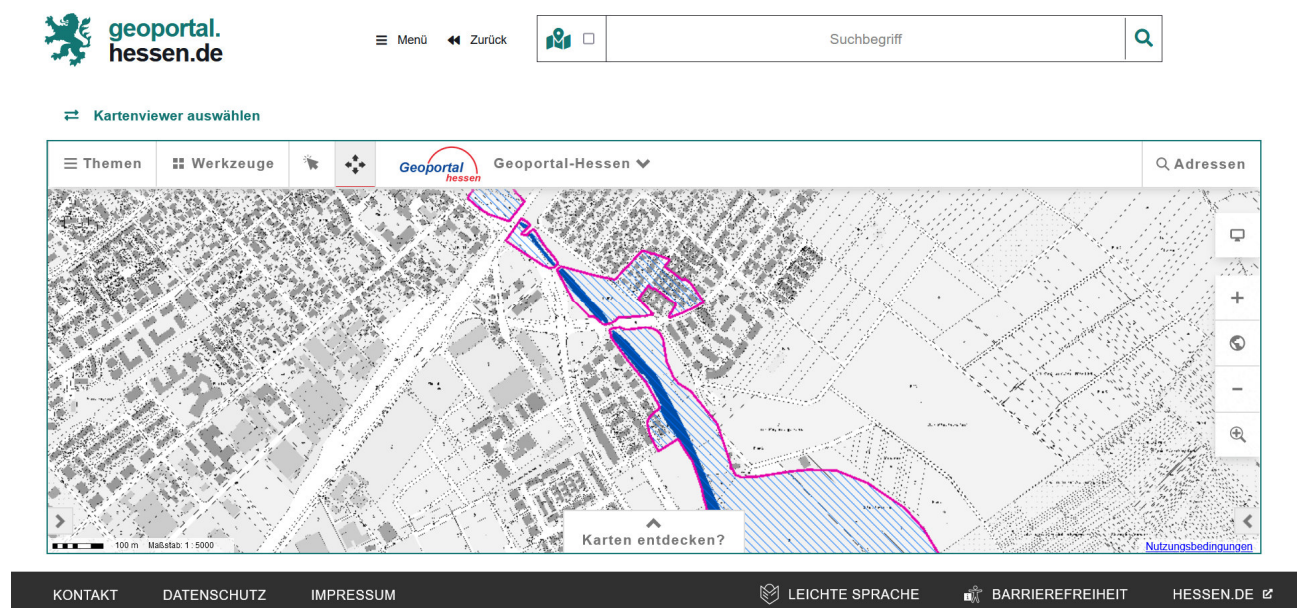 geoportal.
hessen.de
Menü
Zurück
Suchbegriff
Kartenviewer auswählen
Themen
Werkzeuge
Geoportal
hessen
Geoportal-Hessen
Adressen
Karten entdecken?
100 m Maßstab: 1 : 5000
Nutzungsbedingungen
KONTAKT
DATENSCHUTZ
IMPRESSUM
LEICHTE SPRACHE
BARRIEREFREIHEIT
HESSEN.DE